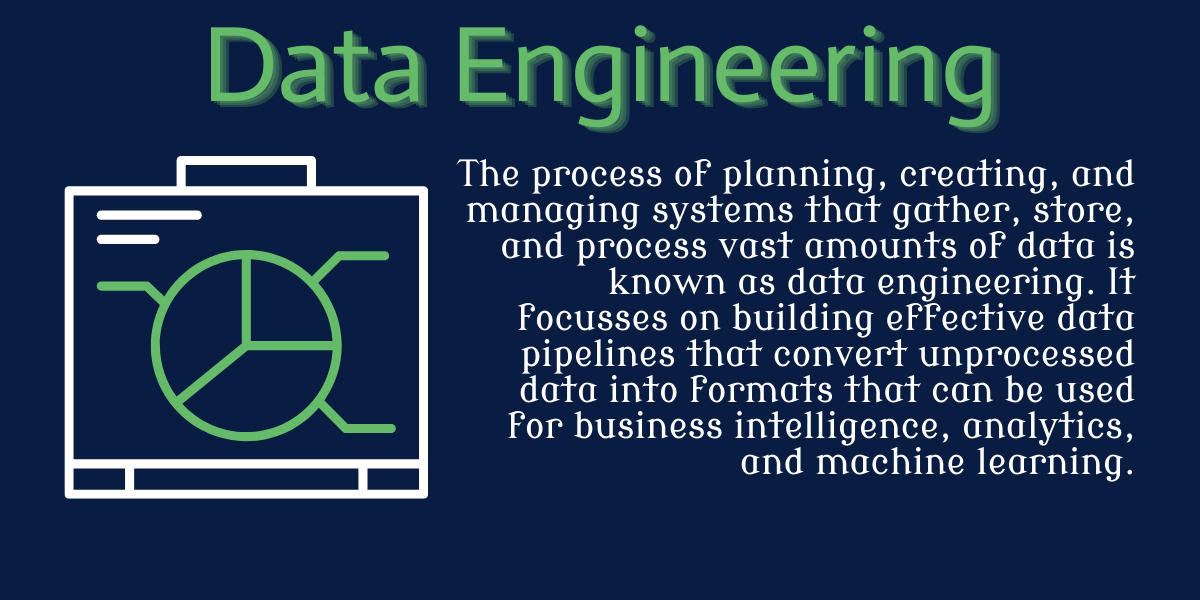 Data Engineering
The process of planning, creating, and
managing systems that gather, store,
and process vast amounts of data is
known as data engineering. It
focusses on building effective data
pipelines that convert unprocessed
data into formats that can be used
for business intelligence, analytics,
and machine learning.